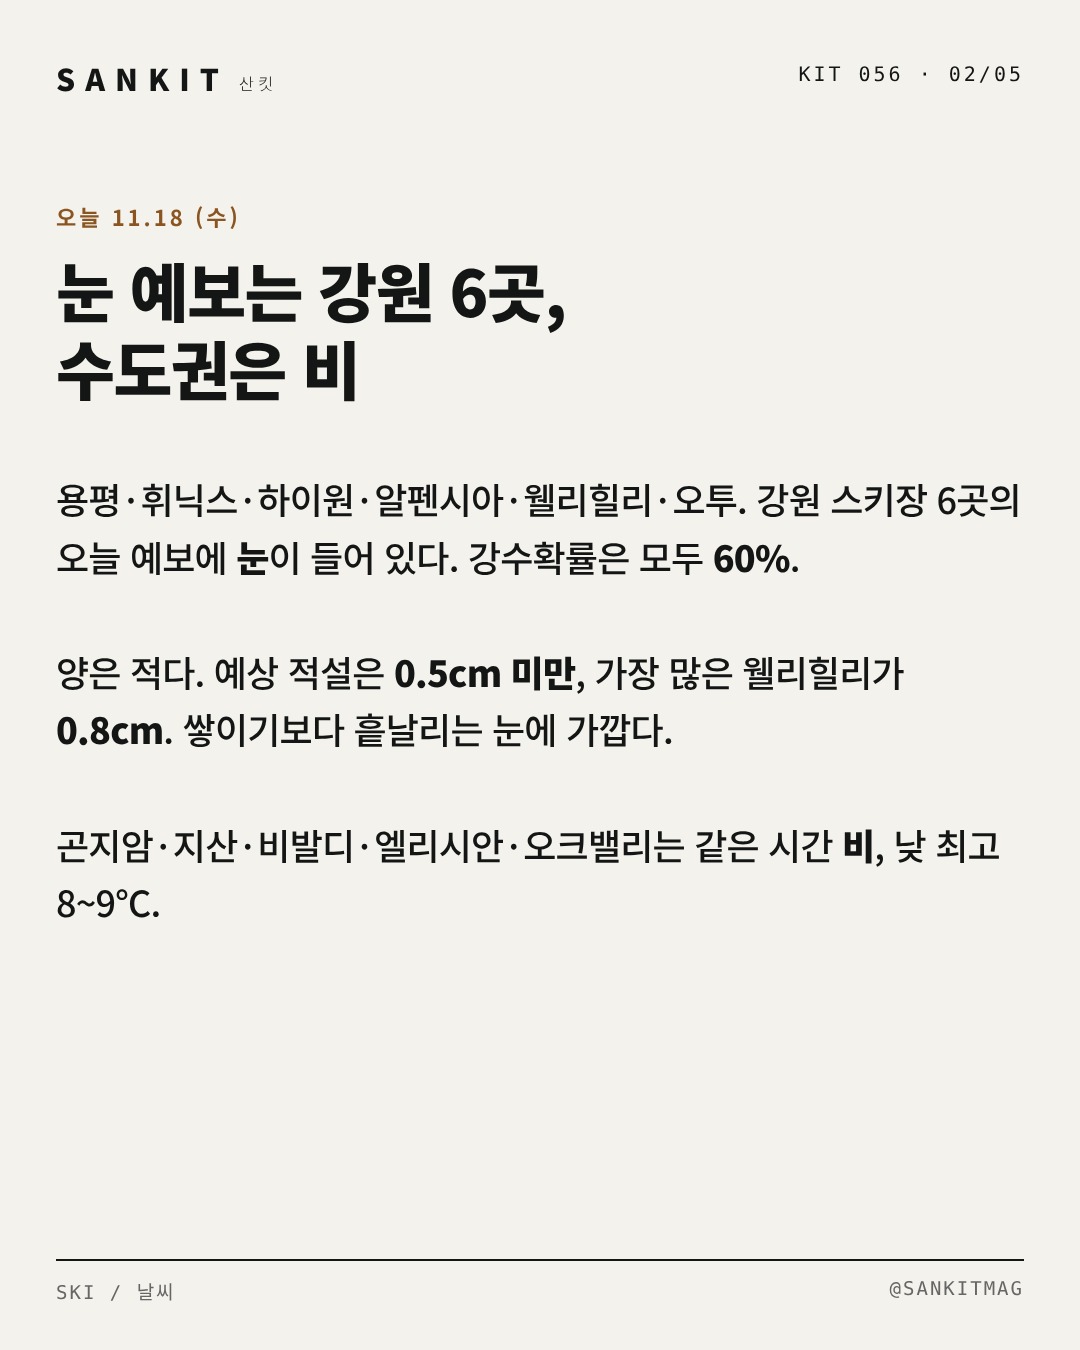 SANKIT 산킷
KIT 056 · 02/05
오늘 11.18 (수)
눈 예보는 강원 6곳,
수도권은 비
용평·휘닉스·하이원·알펜시아·웰리힐리·오투. 강원 스키장 6곳의
오늘 예보에 눈이 들어 있다. 강수확률은 모두 60%.
양은 적다. 예상 적설은 0.5cm 미만, 가장 많은 웰리힐리가
0.8cm. 쌓이기보다 흩날리는 눈에 가깝다.
곤지암·지산·비발디·엘리시안·오크밸리는 같은 시간 비, 낮 최고
8~9℃.
SKI / 날씨
@SANKITMAG